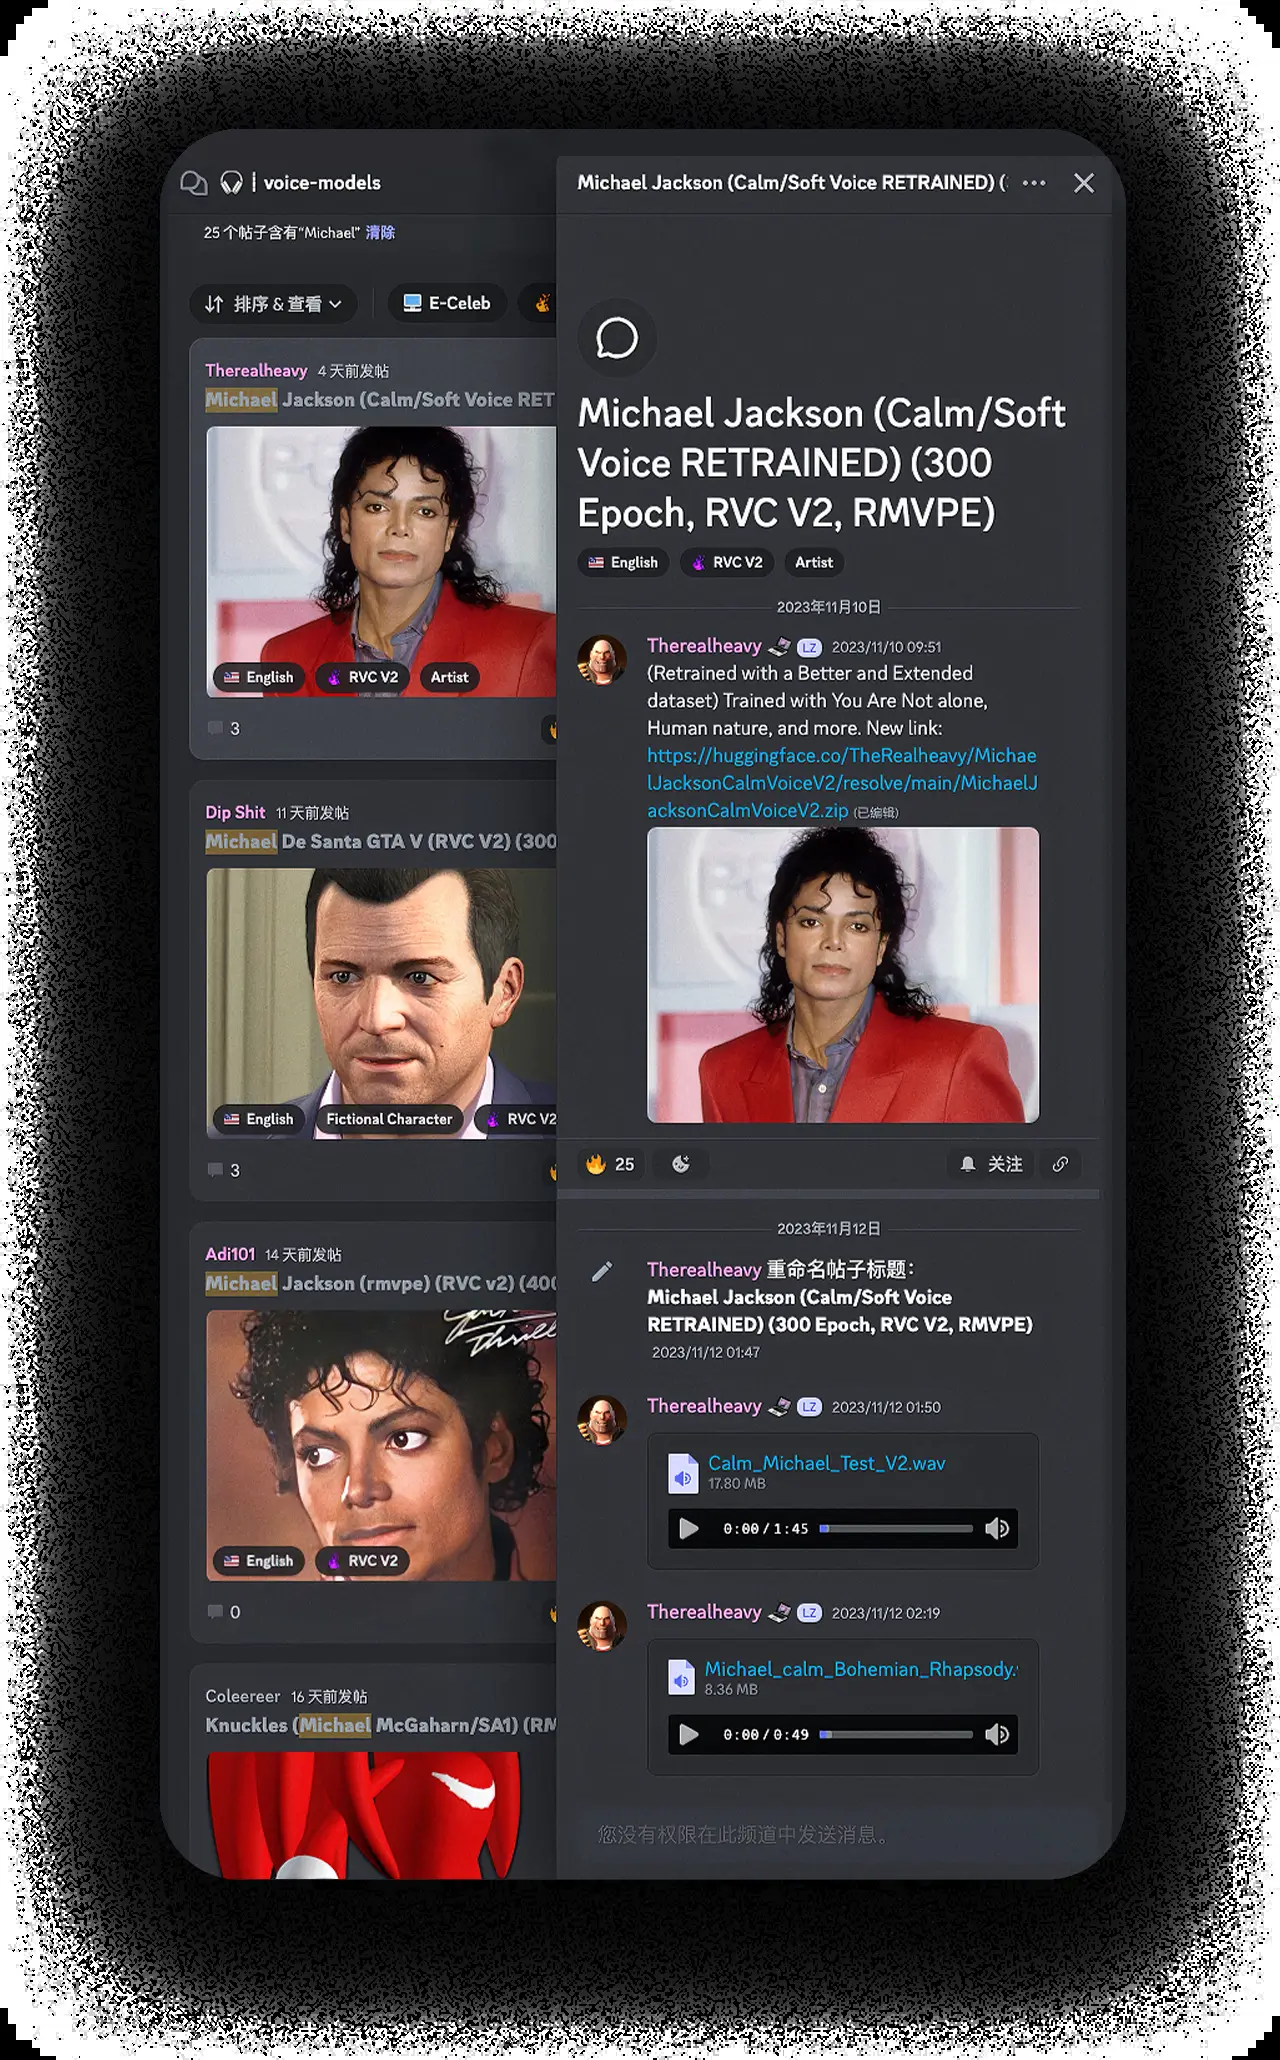 | voice-models
25 个帖子含有“Michael” 清除
排序 & 查看
E-Celeb
Therealheavy 4 天前发帖
Michael Jackson (Calm/Soft Voice RET
English
RVC V2
Artist
3
Dip Shit 11 天前发帖
Michael De Santa GTA V (RVC V2) (300
English
Fictional Character
RVC V2
3
Adi101 14 天前发帖
Michael Jackson (rmvpe) (RVC v2) (400
Thrill
English
RVC V2
0
Coleereer 16 天前发帖
Knuckles (Michael McGaharn/SA1) (RM
Michael Jackson (Calm/Soft Voice RETRAINED) (
Michael Jackson (Calm/Soft
Voice RETRAINED) (300
Epoch, RVC V2, RMVPE)
English
RVC V2
Artist
2023年11月10日
Therealheavy LZ 2023/11/10 09:51
(Retrained with a Better and Extended
dataset) Trained with You Are Not alone,
Human nature, and more. New link:
https://huggingface.co/TheRealheavy/Michae
lJacksonCalmVoiceV2/resolve/main/MichaelJ
acksonCalmVoiceV2.zip (已编辑)
25
关注
2023年11月12日
Therealheavy 重命名帖子标题：
Michael Jackson (Calm/Soft Voice
RETRAINED) (300 Epoch, RVC V2, RMVPE)
2023/11/12 01:47
Therealheavy LZ 2023/11/12 01:50
Calm_Michael_Test_V2.wav
17.80 MB
0:00 / 1:45
Therealheavy LZ 2023/11/12 02:19
Michael_calm_Bohemian_Rhapsody.
8.36 MB
0:00 / 0:49
您没有权限在此频道中发送消息。